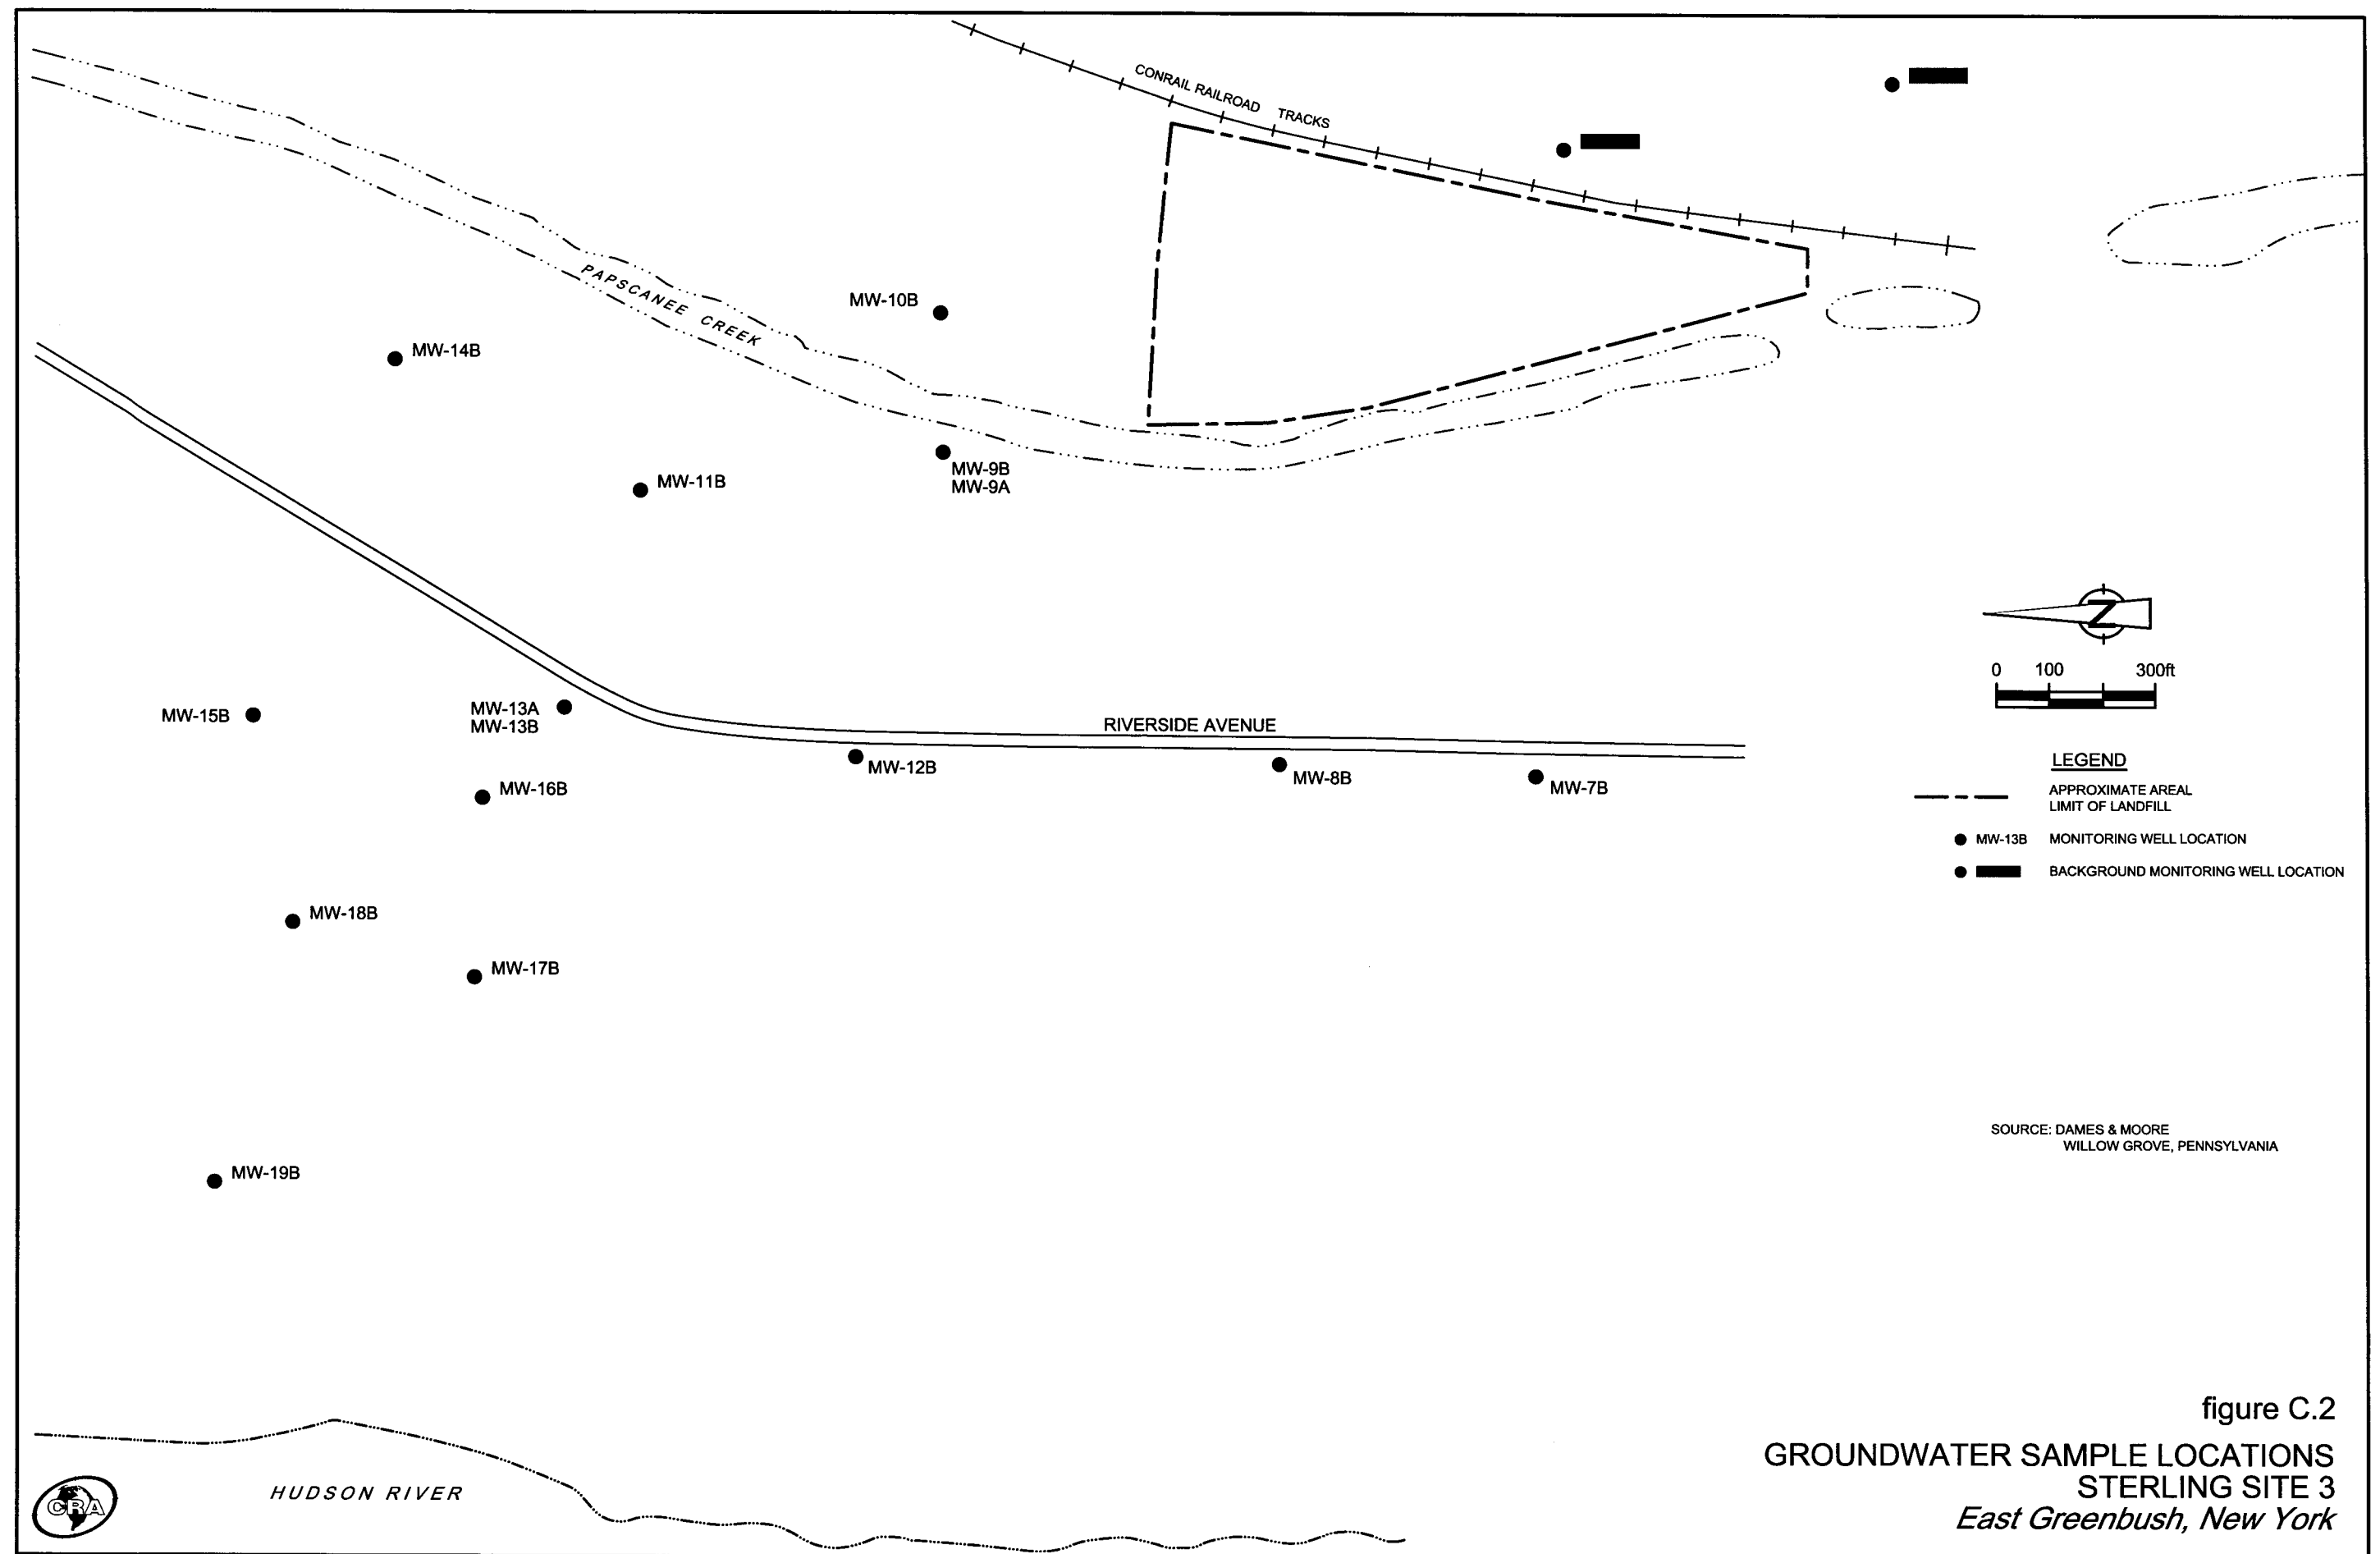 CONRAIL RAILROAD TRACKS
PAPSCANEE CREEK
MW-10B
MW-14B
MW-9B
MW-9A
MW-11B
Z
0 100 300ft
MW-15B
MW-13A
MW-13B
RIVERSIDE AVENUE
MW-12B
MW-8B
MW-7B
MW-16B
LEGEND
APPROXIMATE AREAL
LIMIT OF LANDFILL
MW-13B MONITORING WELL LOCATION
BACKGROUND MONITORING WELL LOCATION
MW-18B
MW-17B
SOURCE: DAMES & MOORE
WILLOW GROVE, PENNSYLVANIA
MW-19B
HUDSON RIVER
CRA
figure C.2
GROUNDWATER SAMPLE LOCATIONS
STERLING SITE 3
East Greenbush, New York